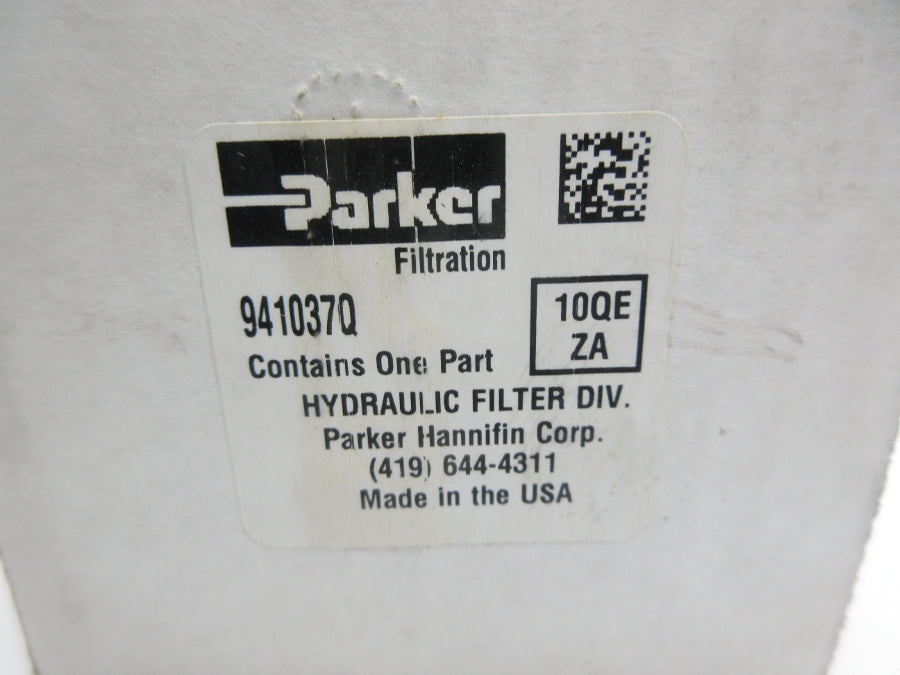 Parker
Filtration
941037Q
Contains One Part
10QE
ZA
HYDRAULIC FILTER DIV.
Parker Hannifin Corp.
(419) 644-4311
Made in the USA